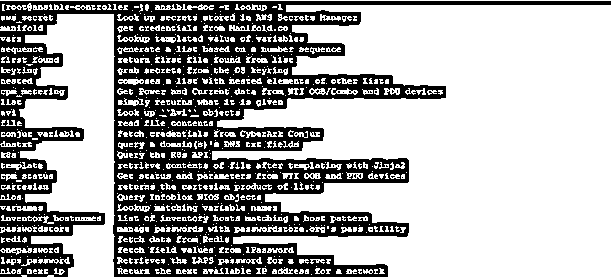 [root@ansible-controller ~]# ansible-doc -t lookup -l
aws_secret Look up secrets stored in AWS Secrets Manager
manifold get credentials from Manifold.co
vars Lookup templated value of variables
sequence generate a list based on a number sequence
first_found return first file found from list
keyring grab secrets from the OS keyring
nested composes a list with nested elements of other lists
cpm_metering Get Power and Current data from WTI OOB/Combo and PDU devices
list simply returns what it is given
avi Look up ``Avi`` objects
file read file contents
conjur_variable fetch credentials from CyberArk Conjur
dnstxt query a domain(s)'s DNS txt fields
k8s Query the K8s API
template retrieve contents of file after templating with Jinja2
cpm_status Get status and parameters from WTI OOB and PDU devices
cartesian returns the cartesian product of lists
nios Query Infoblox NIOS objects
varnames Lookup matching variable names
inventory_hostnames list of inventory hosts matching a host pattern
passwordstore manage passwords with passwordstore.org's pass utility
redis fetch data from Redis
onepassword fetch field values from 1Password
laps_password Retrieves the LAPS password for a server
nios_next_ip Return the next available IP address for a network